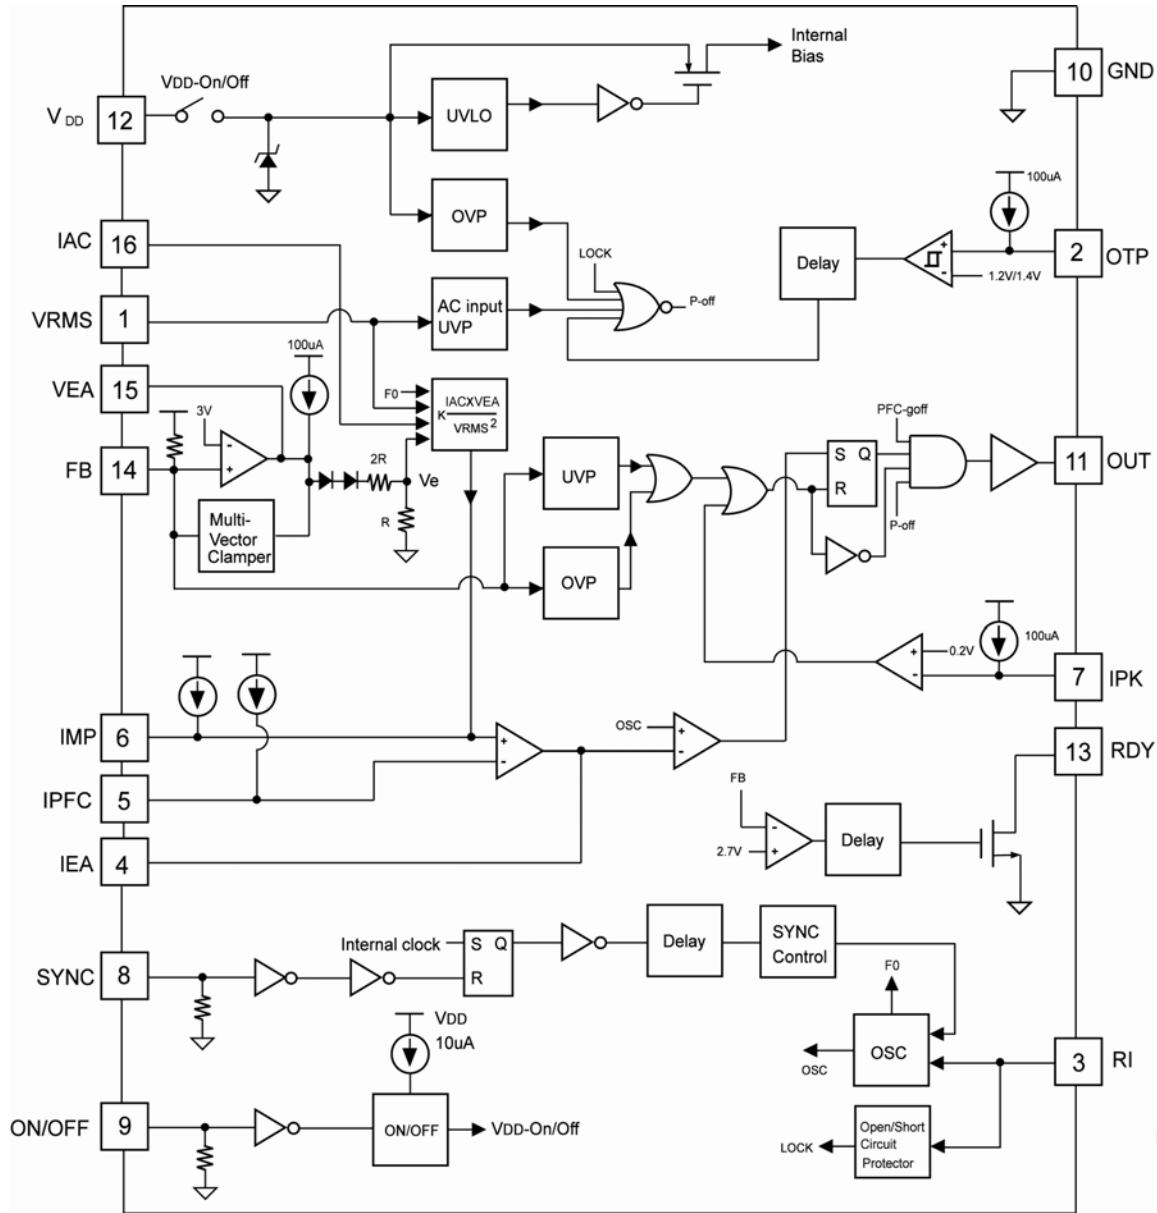 Internal
Bias
VDD-On/Off
10
GND
VDD
12
UVLO
100uA
OVP
IAC
16
2
OTP
LOCK
Delay
+
-
1.2V/1.4V
VRMS
1
AC input
UVP
P-off
100uA
VEA
15
F0
K IACXVEA
VRMS2
3V
PFC-goff
FB
14
-
+
2R
Ve
UVP
S Q
R
11
OUT
R
Multi-
Vector
Clamper
P-off
OVP
100uA
+
0.2V
-
7
IPK
IMP
6
+
-
OSC
+
-
13
RDY
IPFC
5
FB
-
2.7V
+
Delay
IEA
4
Internal clock
S Q
R
Delay
SYNC
Control
SYNC
8
F0
VDD
10uA
OSC
OSC
3
RI
ON/OFF
9
ON/OFF
VDD-On/Off
LOCK
Open/Short
Circuit
Protector